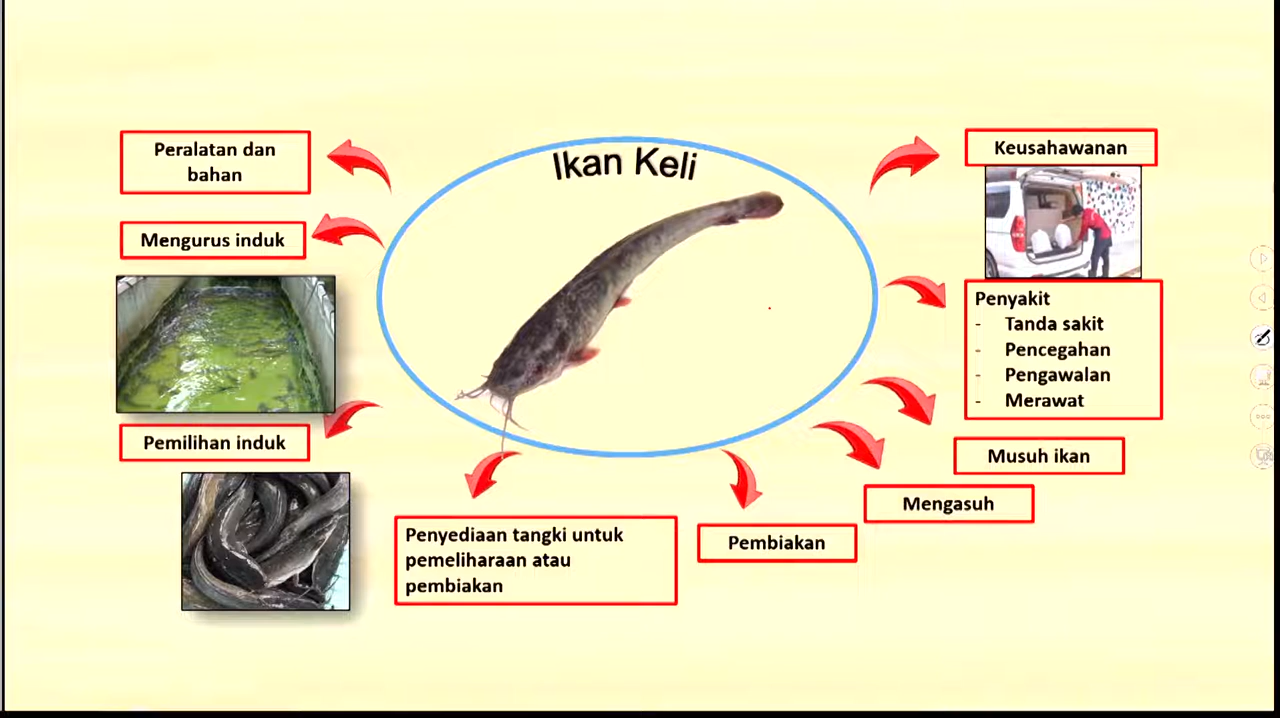 Ikan Keli
Peralatan dan
bahan
Mengurus induk
Pemilihan induk
Penyediaan tangki untuk
pemeliharaan atau
pembiakan
Pembiakan
Mengasuh
Musuh ikan
Penyakit
- Tanda sakit
- Pencegahan
- Pengawalan
- Merawat
Keusahawanan